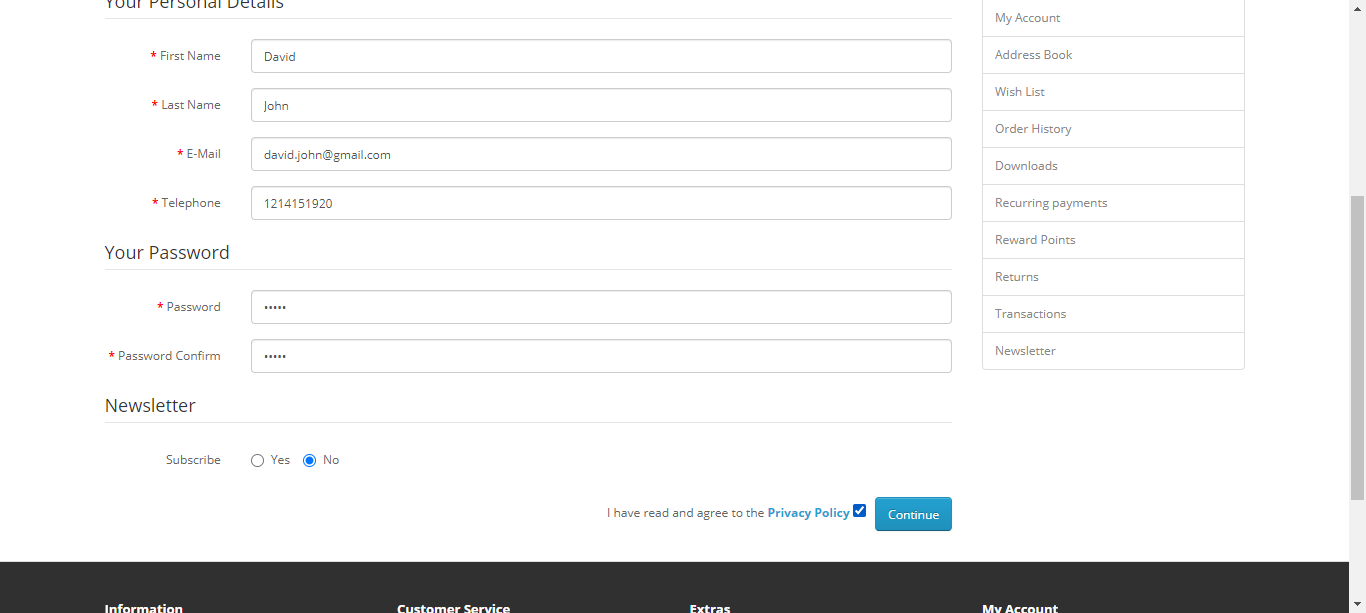 Your Personal Details
* First Name
David
* Last Name
John
* E-Mail
david.john@gmail.com
* Telephone
1214151920
Your Password
* Password
•••••
* Password Confirm
•••••
Newsletter
Subscribe
Yes
No
I have read and agree to the Privacy Policy
Continue
My Account
Address Book
Wish List
Order History
Downloads
Recurring payments
Reward Points
Returns
Transactions
Newsletter
Information
Customer Service
Extras
My Account